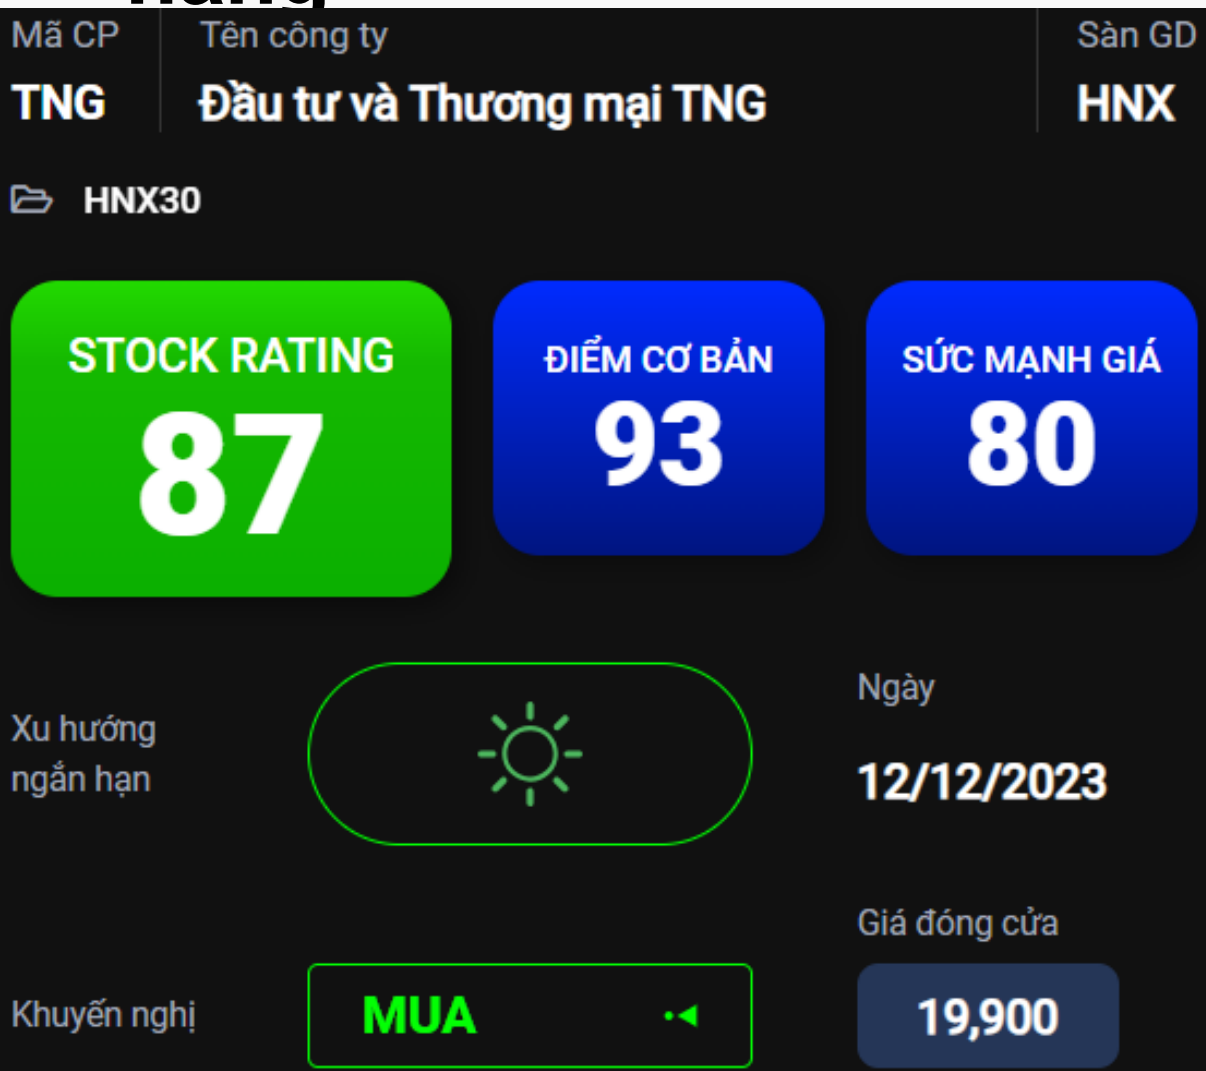 năng
Mã CP
Tên công ty
Sàn GD
TNG
Đầu tư và Thương mại TNG
HNX
HNX30
STOCK RATING
87
ĐIỂM CƠ BẢN
93
SỨC MẠNH GIÁ
80
Xu hướng
ngắn hạn
Ngày
12/12/2023
Khuyến nghị
MUA
Giá đóng cửa
19,900